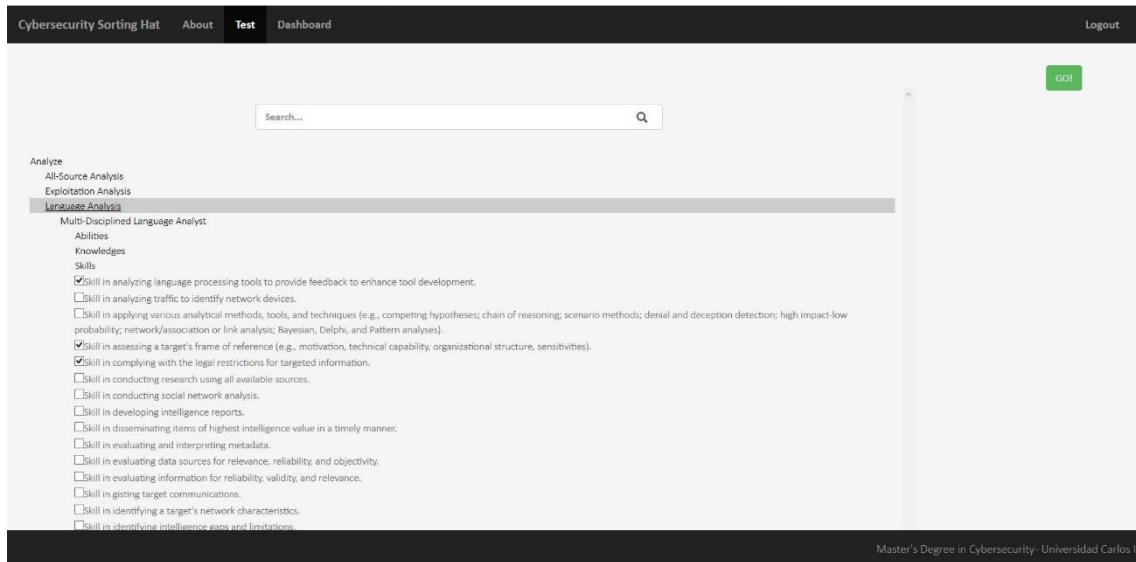 Cybersecurity Sorting Hat About Test Dashboard Logout
GO!
Search...
Analyze
All-Source Analysis
Exploitation Analysis
Language Analysis
Multi-Disciplined Language Analyst
Abilities
Knowledges
Skills
Skill in analyzing language processing tools to provide feedback to enhance tool development.
Skill in analyzing traffic to identify network devices.
Skill in applying various analytical methods, tools, and techniques (e.g., competing hypotheses; chain of reasoning; scenario methods; denial and deception detection; high impact-low
probability; network/association or link analysis; Bayesian, Delphi, and Pattern analyses).
Skill in assessing a target's frame of reference (e.g., motivation, technical capability, organizational structure, sensitivities).
Skill in complying with the legal restrictions for targeted information.
Skill in conducting research using all available sources.
Skill in conducting social network analysis.
Skill in developing intelligence reports.
Skill in disseminating items of highest intelligence value in a timely manner.
Skill in evaluating and interpreting metadata.
Skill in evaluating data sources for relevance, reliability, and objectivity.
Skill in evaluating information for reliability, validity, and relevance.
Skill in gisting target communications.
Skill in identifying a target's network characteristics.
Skill in identifying intelligence gaps and limitations.
Master's Degree in Cybersecurity- Universidad Carlos I